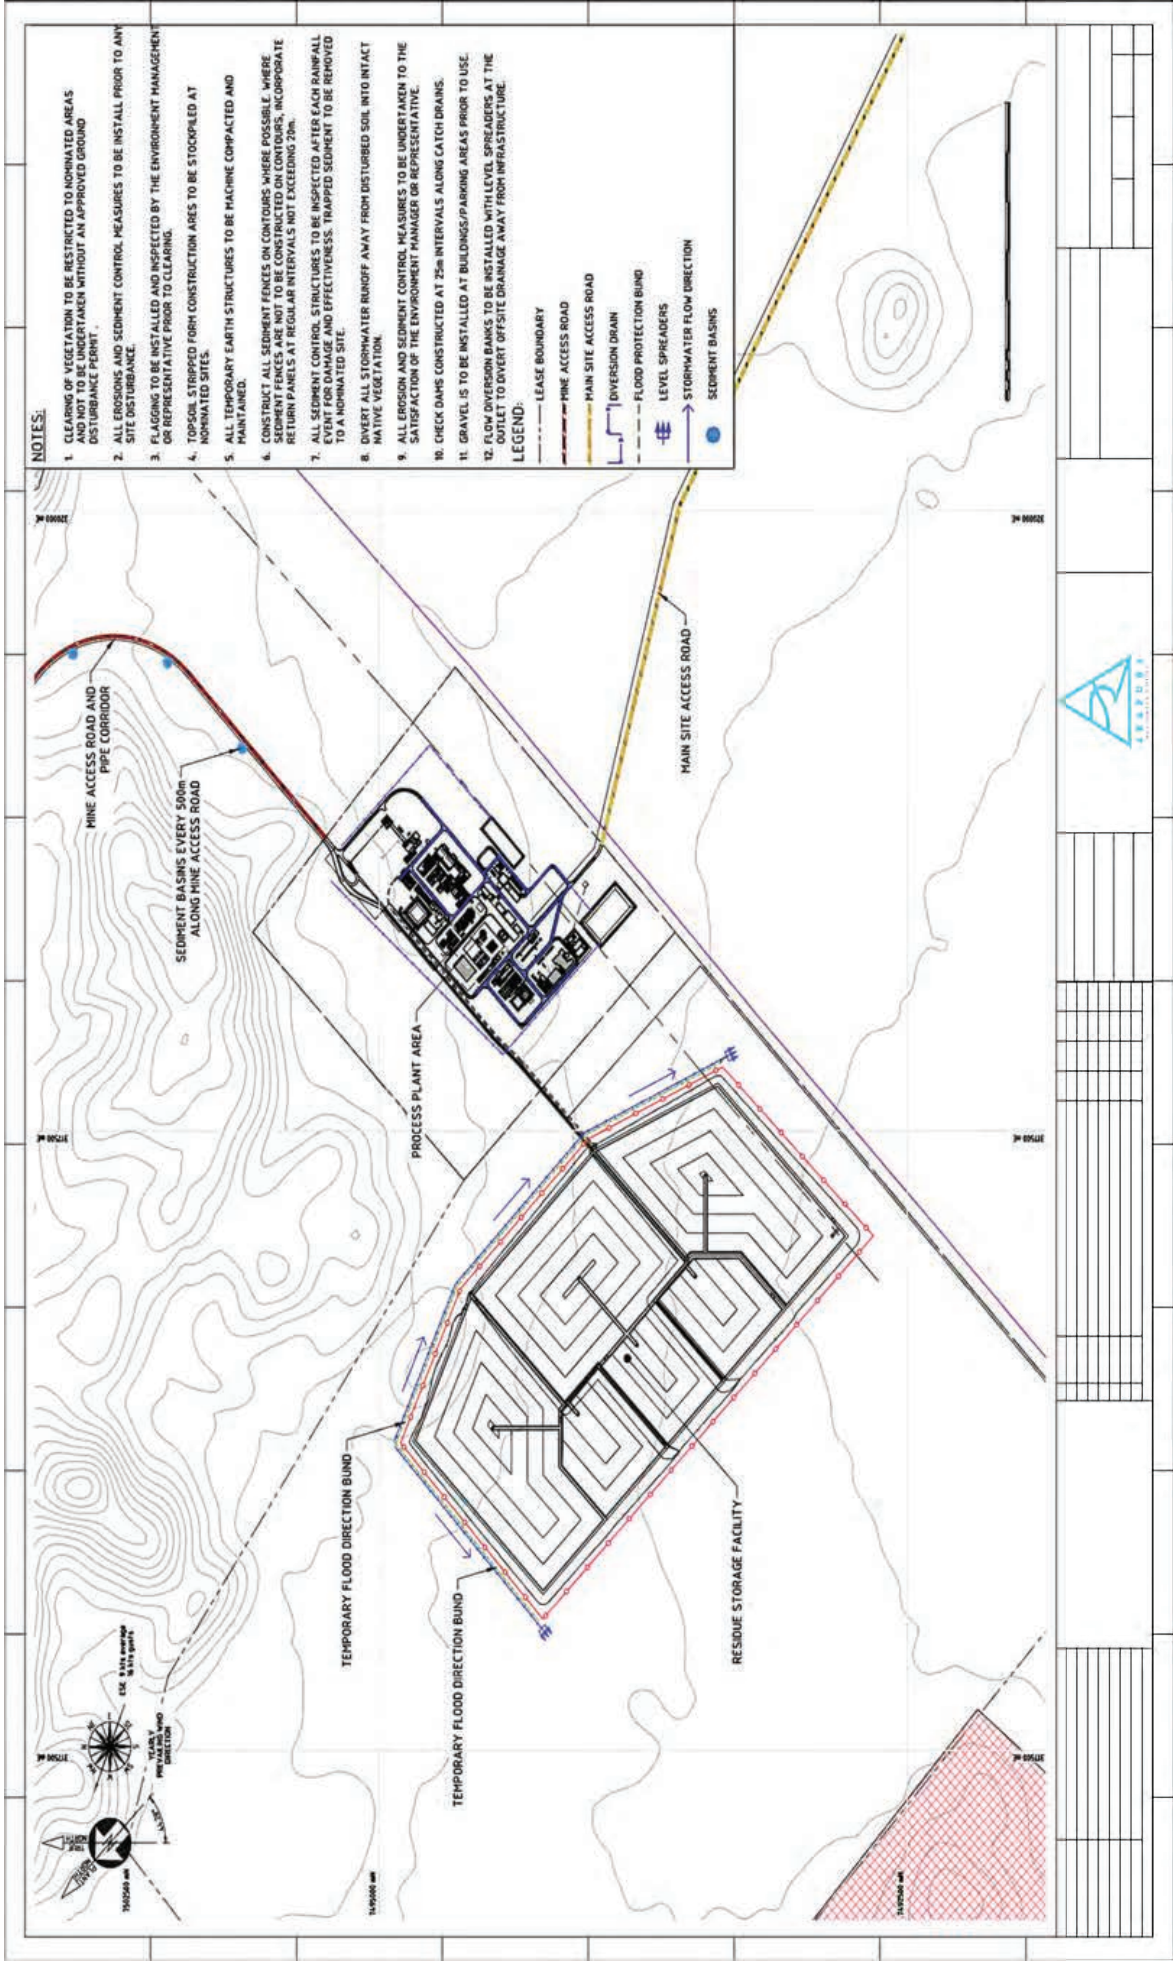 NOTES:
1. CLEARING OF VEGETATION TO BE RESTRICTED TO NOMINATED AREAS
AND NOT TO BE UNDERTAKEN WITHOUT AN APPROVED GROUND
DISTURBANCE PERMIT .
2. ALL EROSIONS AND SEDIMENT CONTROL MEASURES TO BE INSTALL PRIOR TO ANY
SITE DISTURBANCE.
3. FLAGGING TO BE INSTALLED AND INSPECTED BY THE ENVIRONMENT MANAGEMENT
OR REPRESENTATIVE PRIOR TO CLEARING.
4. TOPSOIL STRIPPED FORM CONSTRUCTION ARES TO BE STOCKPILED AT
NOMINATED SITES.
5. ALL TEMPORARY EARTH STRUCTURES TO BE MACHINE COMPACTED AND
MAINTAINED.
6. CONSTRUCT ALL SEDIMENT FENCES ON CONTOURS WHERE POSSIBLE. WHERE
SEDIMENT FENCES ARE NOT TO BE CONSTRUCTED ON CONTOURS, INCORPORATE
RETURN PANELS AT REGULAR INTERVALS NOT EXCEEDING 20m.
7. ALL SEDIMENT CONTROL STRUCTURES TO BE INSPECTED AFTER EACH RAINFALL
EVENT FOR DAMAGE AND EFFECTIVENESS. TRAPPED SEDIMENT TO BE REMOVED
TO A NOMINATED SITE.
8. DIVERT ALL STORMWATER RUNOFF AWAY FROM DISTURBED SOIL INTO INTACT
NATIVE VEGETATION.
9. ALL EROSION AND SEDIMENT CONTROL MEASURES TO BE UNDERTAKEN TO THE
SATISFACTION OF THE ENVIRONMENT MANAGER OR REPRESENTATIVE.
10. CHECK DAMS CONSTRUCTED AT 25m INTERVALS ALONG CATCH DRAINS.
11. GRAVEL IS TO BE INSTALLED AT BUILDINGS/PARKING AREAS PRIOR TO USE.
12. FLOW DIVERSION BANKS TO BE INSTALLED WITH LEVEL SPREADERS AT THE
OUTLET TO DIVERT OFFSITE DRAINAGE AWAY FROM INFRASTRUCTURE.
LEGEND:
LEASE BOUNDARY
MINE ACCESS ROAD
MAIN SITE ACCESS ROAD
DIVERSION DRAIN
FLOOD PROTECTION BUND
LEVEL SPREADERS
STORMWATER FLOW DIRECTION
SEDIMENT BASINS
MINE ACCESS ROAD AND
PIPE CORRIDOR
SEDIMENT BASINS EVERY 500m
ALONG MINE ACCESS ROAD
PROCESS PLANT AREA
MAIN SITE ACCESS ROAD
TEMPORARY FLOOD DIRECTION BUND
TEMPORARY FLOOD DIRECTION BUND
RESIDUE STORAGE FACILITY
PLANT
NORTH
TRUE
NORTH
YEARLY
PREVAILING WIND
DIRECTION
7495000 mN
ARAFURA